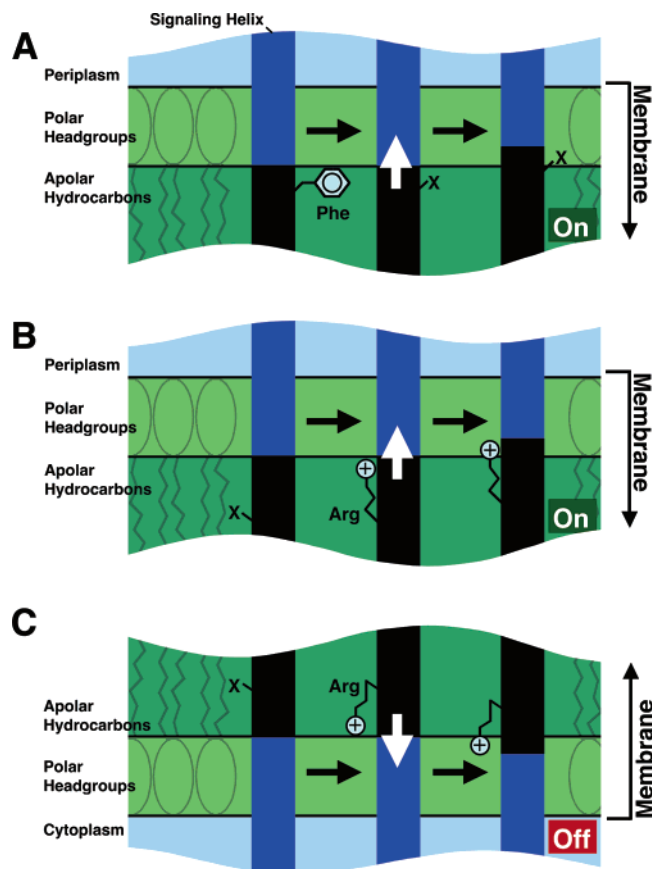 A
Signaling Helix
Periplasm
Polar
Headgroups
Apolar
Hydrocarbons
Phe
X
X
Membrane
On
B
Periplasm
Polar
Headgroups
Apolar
Hydrocarbons
X
+
Arg
+
Membrane
On
C
X
Arg
Apolar
Hydrocarbons
+
+
Polar
Headgroups
Cytoplasm
Membrane
Off